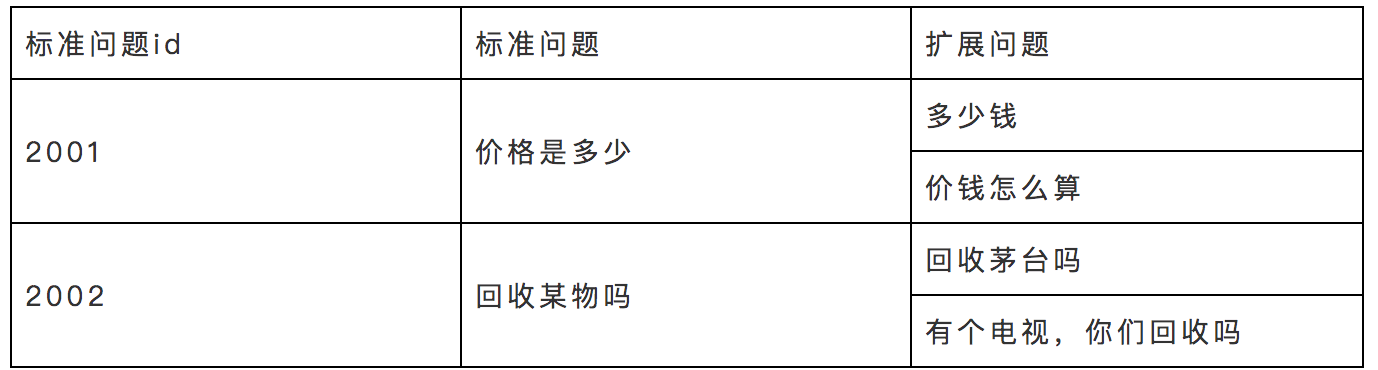 标准问题id
标准问题
扩展问题
2001
价格是多少
多少钱
价钱怎么算
2002
回收某物吗
回收茅台吗
有个电视，你们回收吗